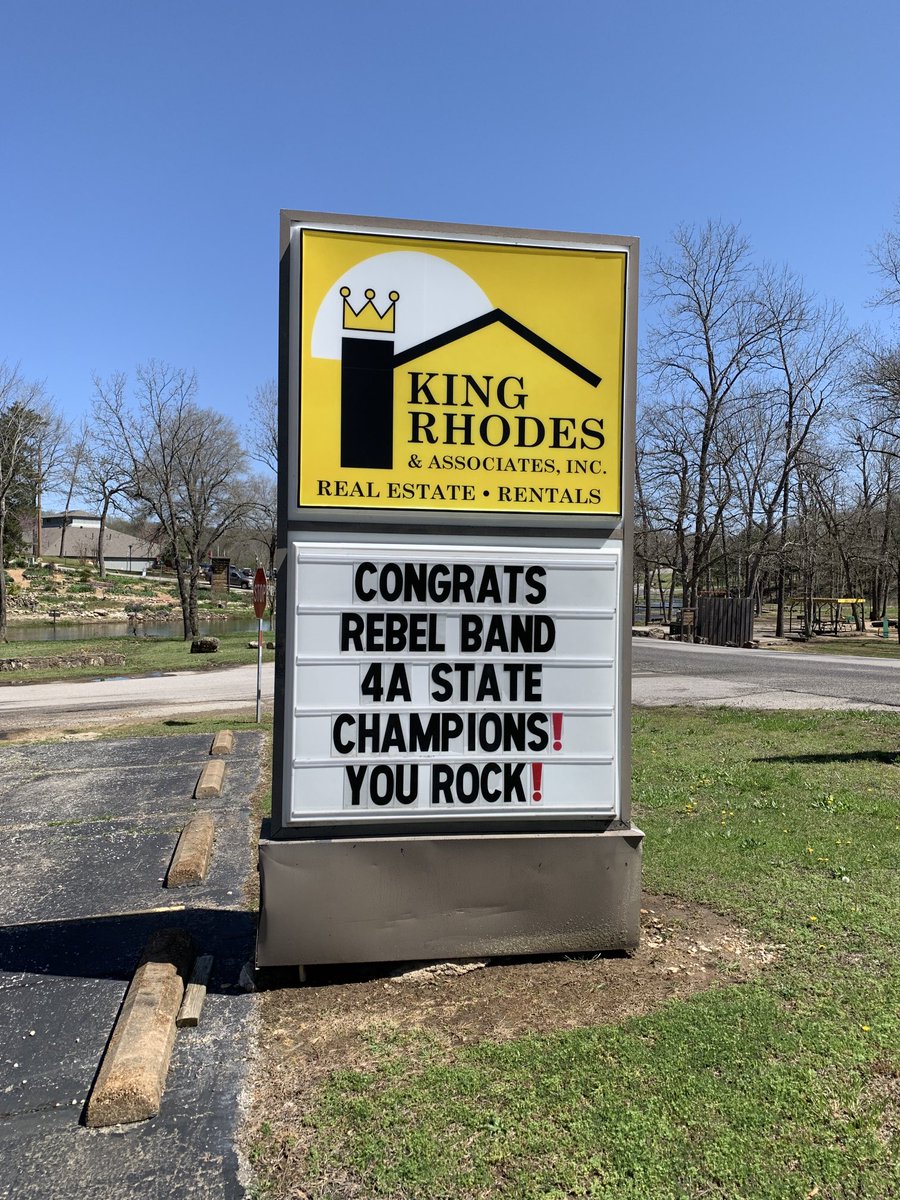 KING
RHODES
& ASSOCIATES, INC.
REAL ESTATE • RENTALS
CONGRATS
REBEL BAND
4A STATE
CHAMPIONS!
YOU ROCK!